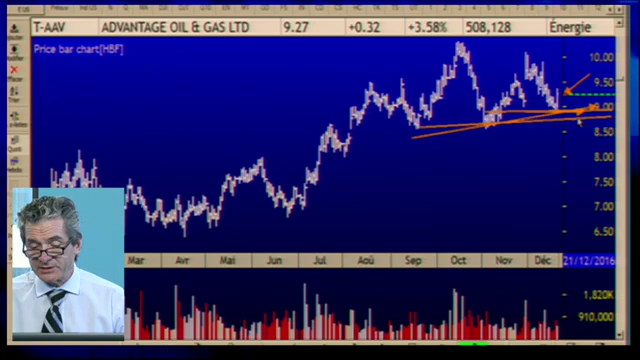 T-AAV ADVANTAGE OIL & GAS LTD 9.27 +0.32 +3.58% 508,128 Énergie
Price bar chart[HBF]
10.00
9.50
9.00
8.50
8.00
7.50
7.00
6.50
Mar Avr Mai Jun Jul Aoû Sep Oct Nov Déc 21/12/2016
1,820K
910,000